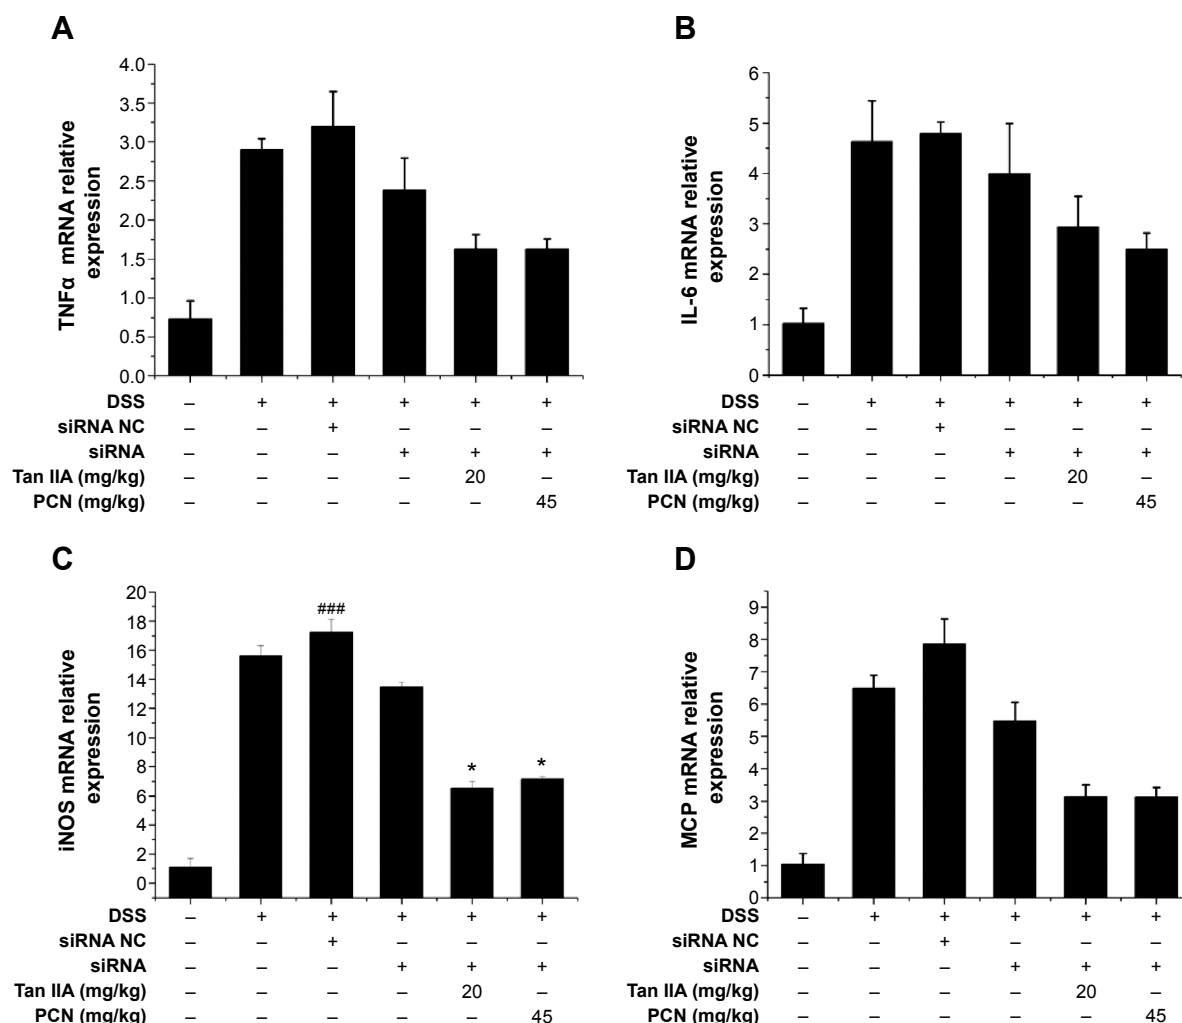 A
TNFα mRNA relative
expression
4.0
3.5
3.0
2.5
2.0
1.5
1.0
0.5
0.0
DSS – + + + + +
siRNA NC – – + – – –
siRNA – – – + + +
Tan IIA (mg/kg) – – – – 20 –
PCN (mg/kg) – – – – – 45
B
IL-6 mRNA relative
expression
6
5
4
3
2
1
0
DSS – + + + + +
siRNA NC – – + – – –
siRNA – – – + + +
Tan IIA (mg/kg) – – – – 20 –
PCN (mg/kg) – – – – – 45
C
iNOS mRNA relative
expression
20
18
16
14
12
10
8
6
4
2
0
###
*
*
DSS – + + + + +
siRNA NC – – + – – –
siRNA – – – + + +
Tan IIA (mg/kg) – – – – 20 –
PCN (mg/kg) – – – – – 45
D
MCP mRNA relative
expression
9
8
7
6
5
4
3
2
1
0
DSS – + + + + +
siRNA NC – – + – – –
siRNA – – – + + +
Tan IIA (mg/kg) – – – – 20 –
PCN (mg/kg) – – – – – 45